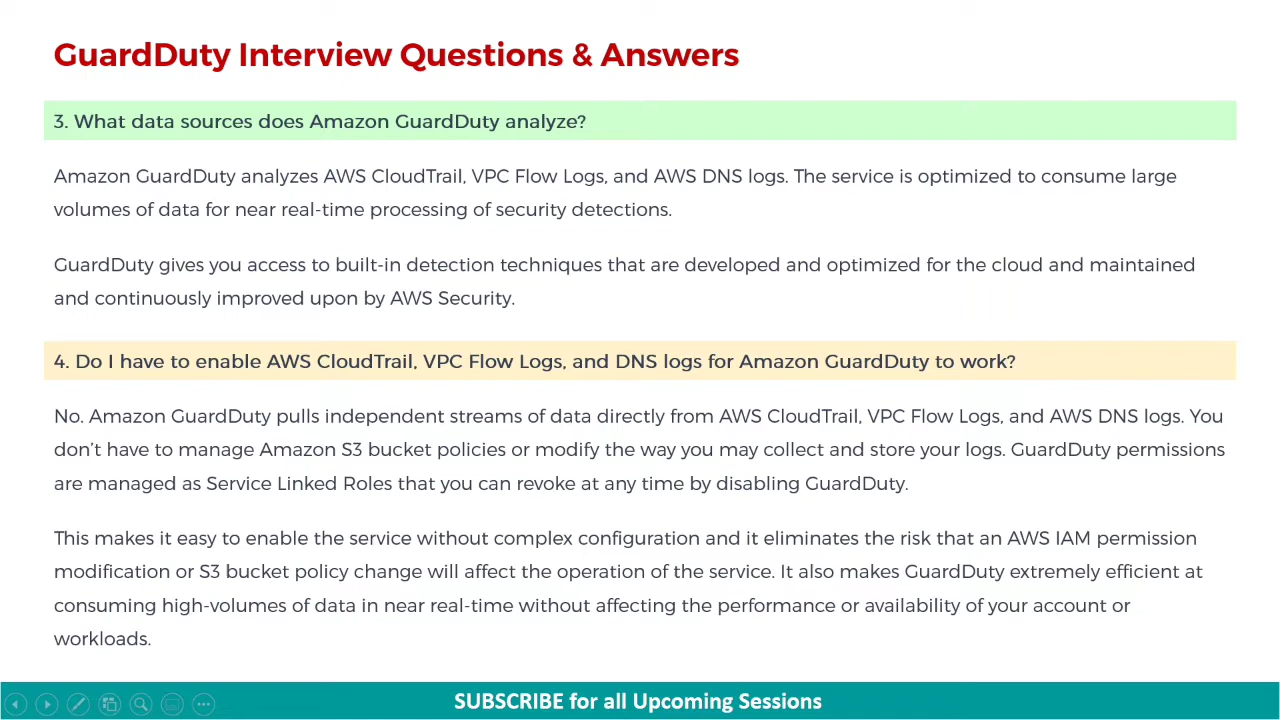 GuardDuty Interview Questions & Answers
3. What data sources does Amazon GuardDuty analyze?
Amazon GuardDuty analyzes AWS CloudTrail, VPC Flow Logs, and AWS DNS logs. The service is optimized to consume large
volumes of data for near real-time processing of security detections.
GuardDuty gives you access to built-in detection techniques that are developed and optimized for the cloud and maintained
and continuously improved upon by AWS Security.
4. Do I have to enable AWS CloudTrail, VPC Flow Logs, and DNS logs for Amazon GuardDuty to work?
No. Amazon GuardDuty pulls independent streams of data directly from AWS CloudTrail, VPC Flow Logs, and AWS DNS logs. You
don’t have to manage Amazon S3 bucket policies or modify the way you may collect and store your logs. GuardDuty permissions
are managed as Service Linked Roles that you can revoke at any time by disabling GuardDuty.
This makes it easy to enable the service without complex configuration and it eliminates the risk that an AWS IAM permission
modification or S3 bucket policy change will affect the operation of the service. It also makes GuardDuty extremely efficient at
consuming high-volumes of data in near real-time without affecting the performance or availability of your account or
workloads.
SUBSCRIBE for all Upcoming Sessions